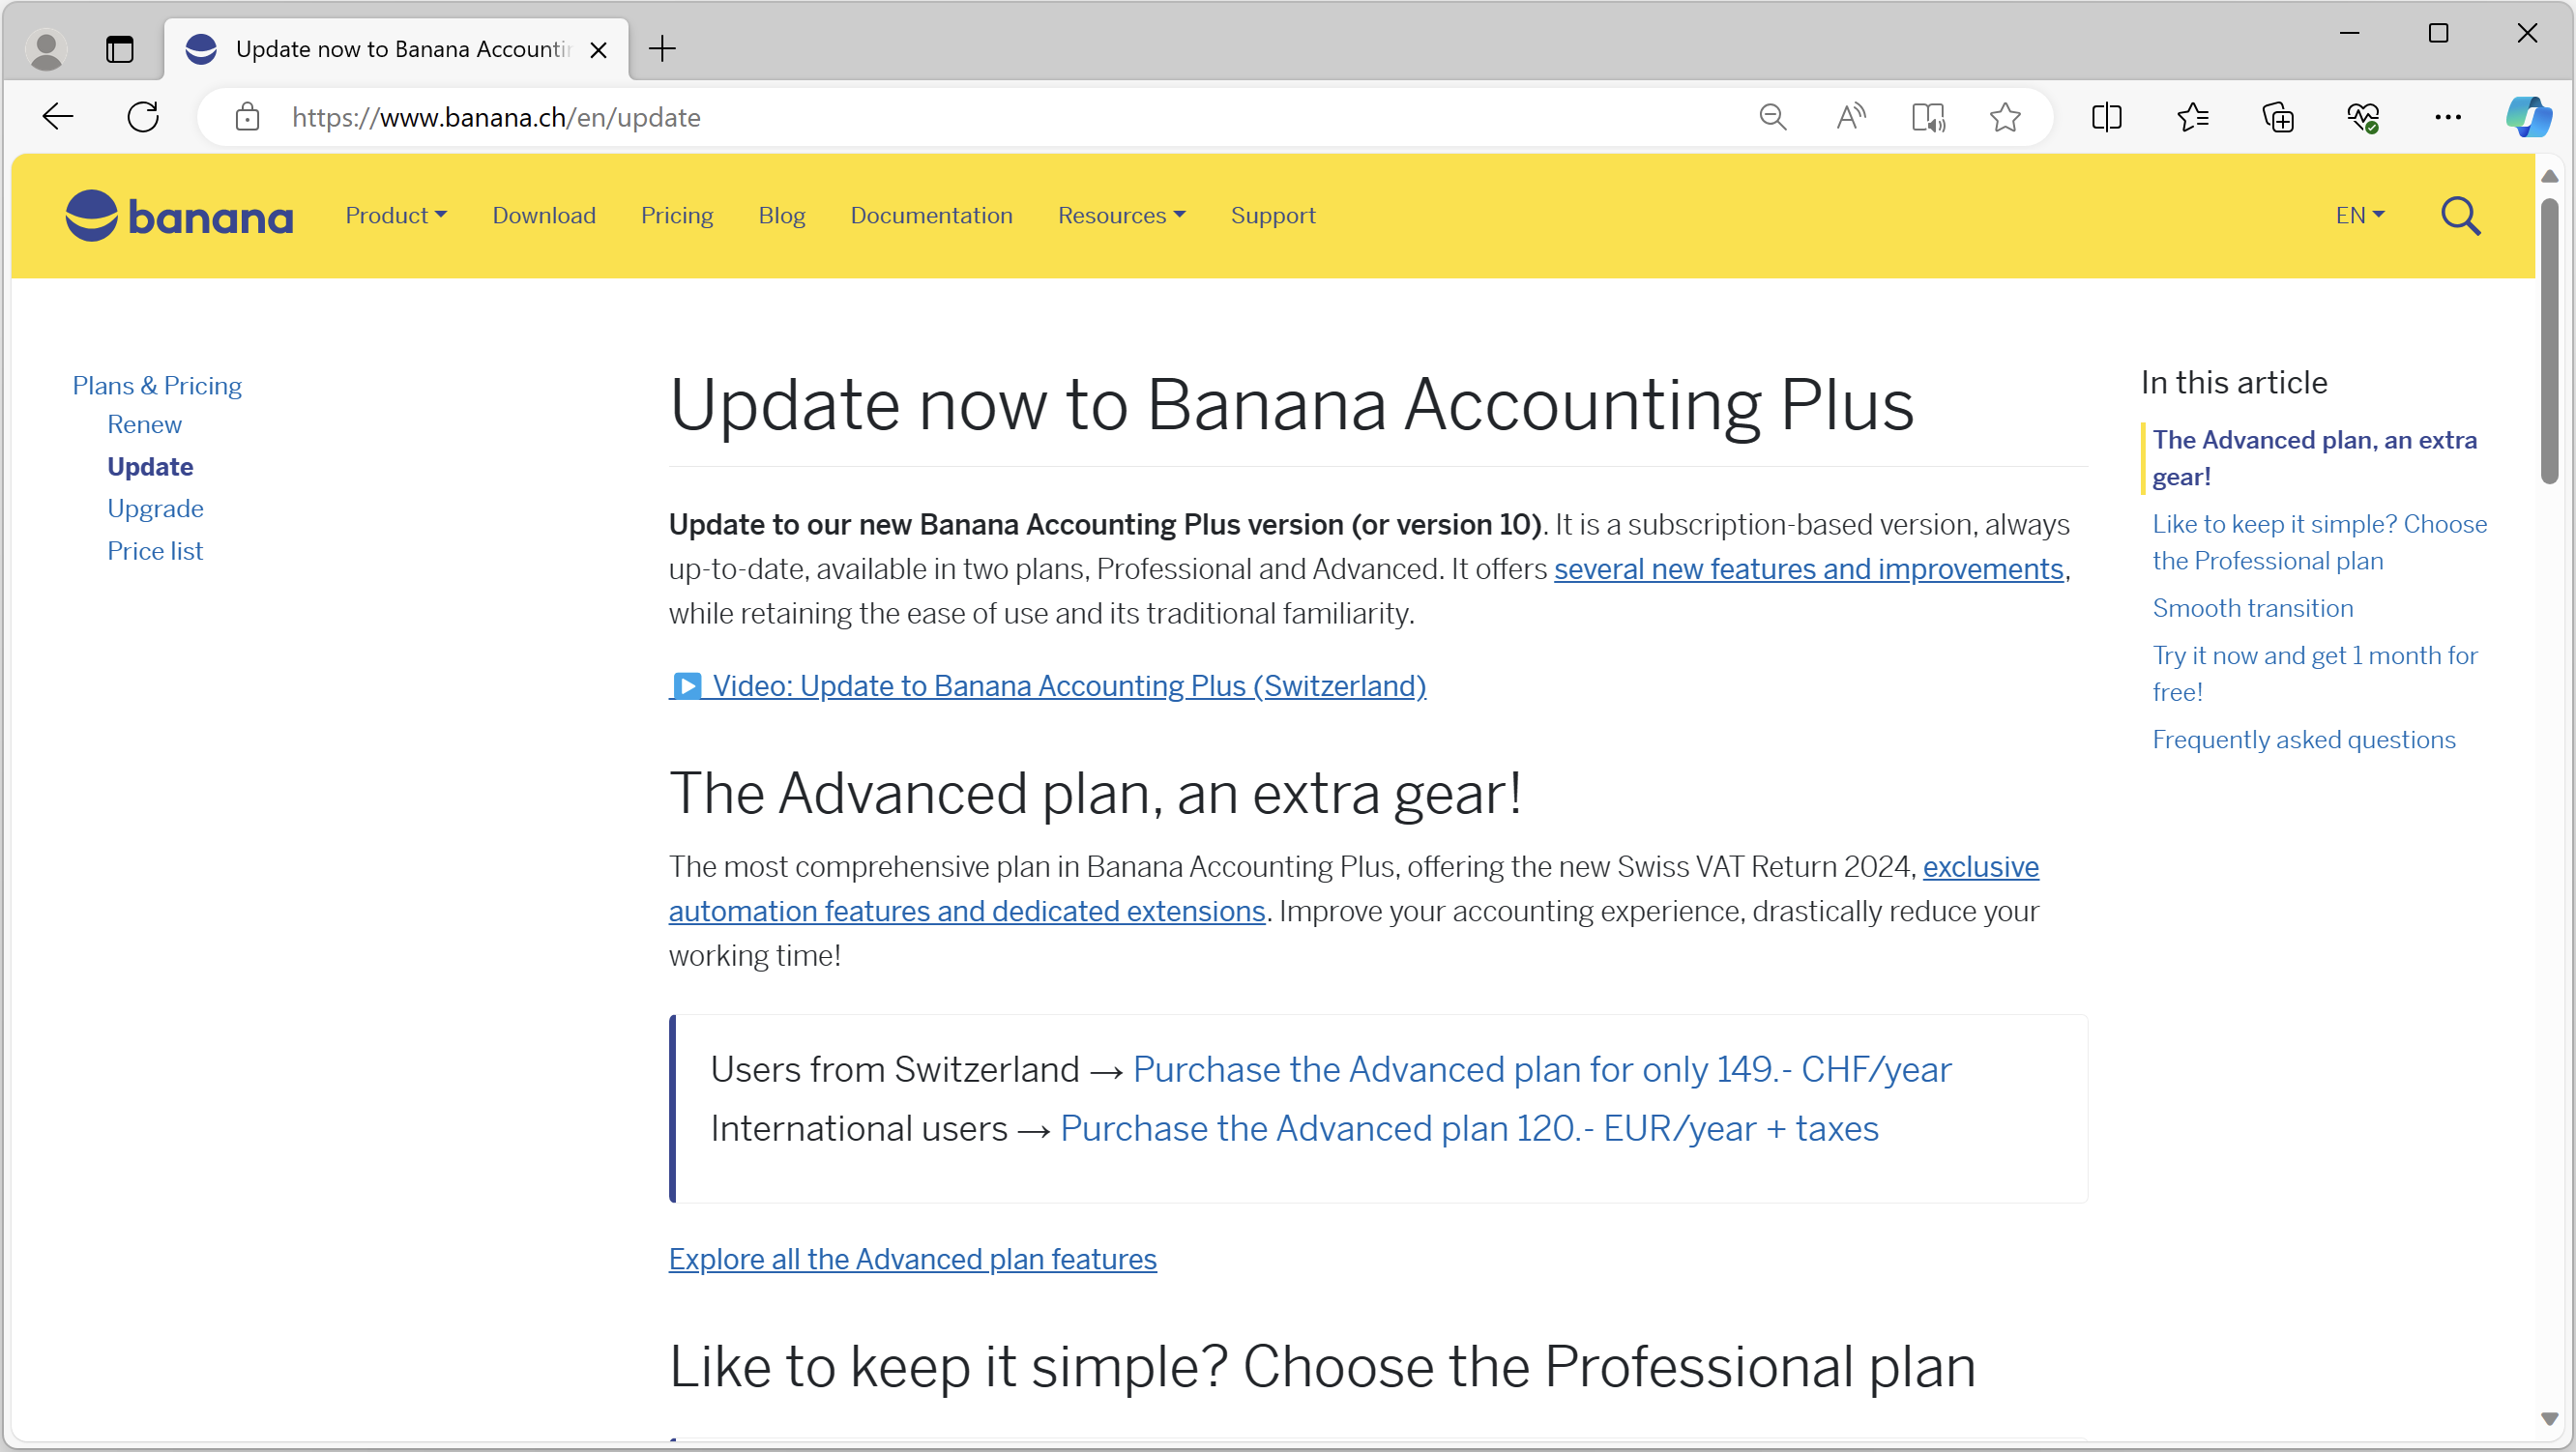 Update now to Banana Accountin
https://www.banana.ch/en/update
banana
Product
Download
Pricing
Blog
Documentation
Resources
Support
EN
Plans & Pricing
Renew
Update
Upgrade
Price list
Update now to Banana Accounting Plus
Update to our new Banana Accounting Plus version (or version 10). It is a subscription-based version, always
up-to-date, available in two plans, Professional and Advanced. It offers several new features and improvements,
while retaining the ease of use and its traditional familiarity.
Video: Update to Banana Accounting Plus (Switzerland)
The Advanced plan, an extra gear!
The most comprehensive plan in Banana Accounting Plus, offering the new Swiss VAT Return 2024, exclusive
automation features and dedicated extensions. Improve your accounting experience, drastically reduce your
working time!
Users from Switzerland → Purchase the Advanced plan for only 149.- CHF/year
International users → Purchase the Advanced plan 120.- EUR/year + taxes
Explore all the Advanced plan features
Like to keep it simple? Choose the Professional plan
In this article
The Advanced plan, an extra
gear!
Like to keep it simple? Choose
the Professional plan
Smooth transition
Try it now and get 1 month for
free!
Frequently asked questions